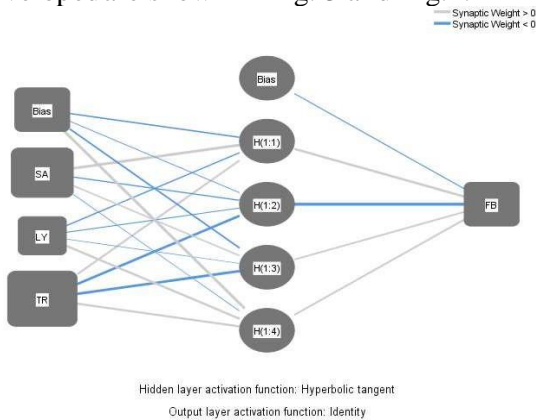 Synaptic Weight > 0
Synaptic Weight < 0
Bias
Bias
SA
H(1:1)
LY
H(1:2)
FB
TR
H(1:3)
H(1:4)
Hidden layer activation function: Hyperbolic tangent
Output layer activation function: Identity